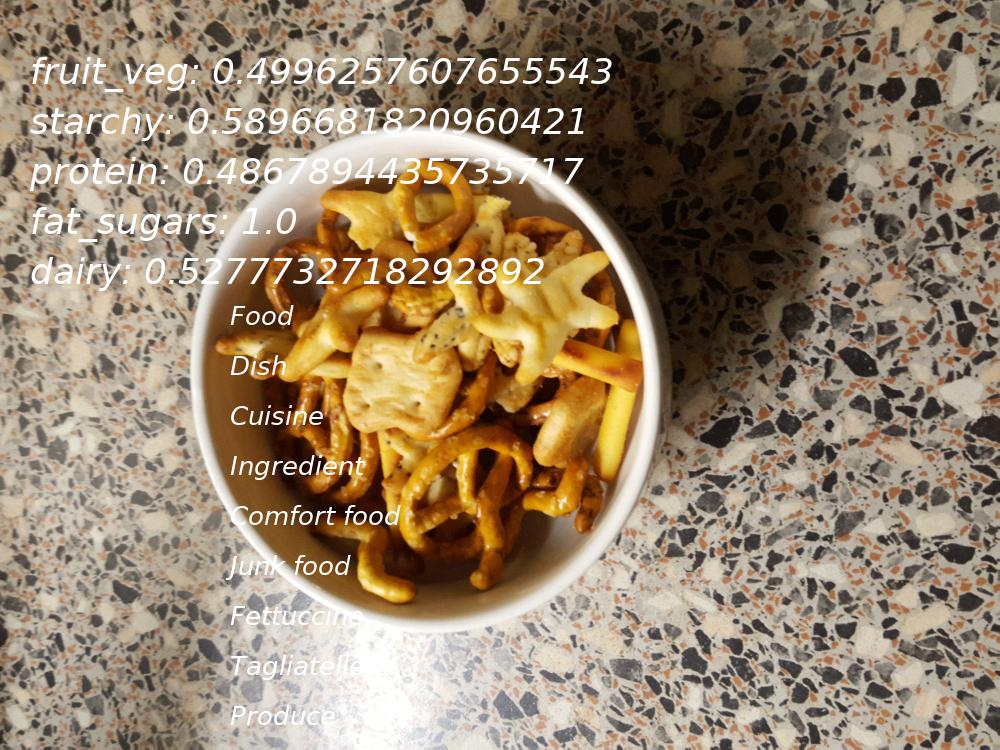 fruit_veg: 0.4996257607655543
starchy: 0.5896681820960421
protein: 0.4867894435735717
fat_sugars: 1.0
dairy: 0.5277732718292892
Food
Dish
Cuisine
Ingredient
Comfort food
Junk food
Fettuccine
Tagliatelle
Produce